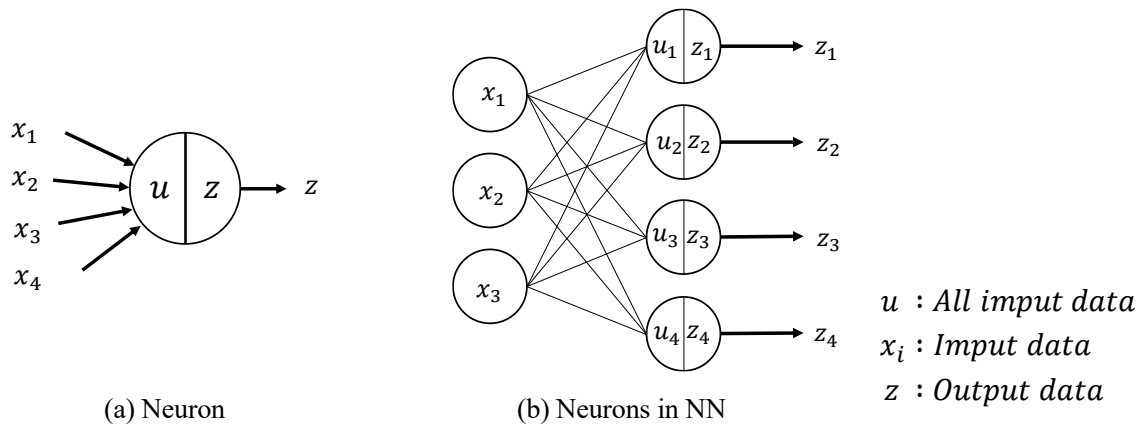 x₁
x₂
x₃
x₄
u z
z
(a) Neuron
x₁
x₂
x₃
u₁ z₁
z₁
u₂ z₂
z₂
u₃ z₃
z₃
u₄ z₄
z₄
(b) Neurons in NN
u : All imput data
xᵢ : Imput data
z : Output data